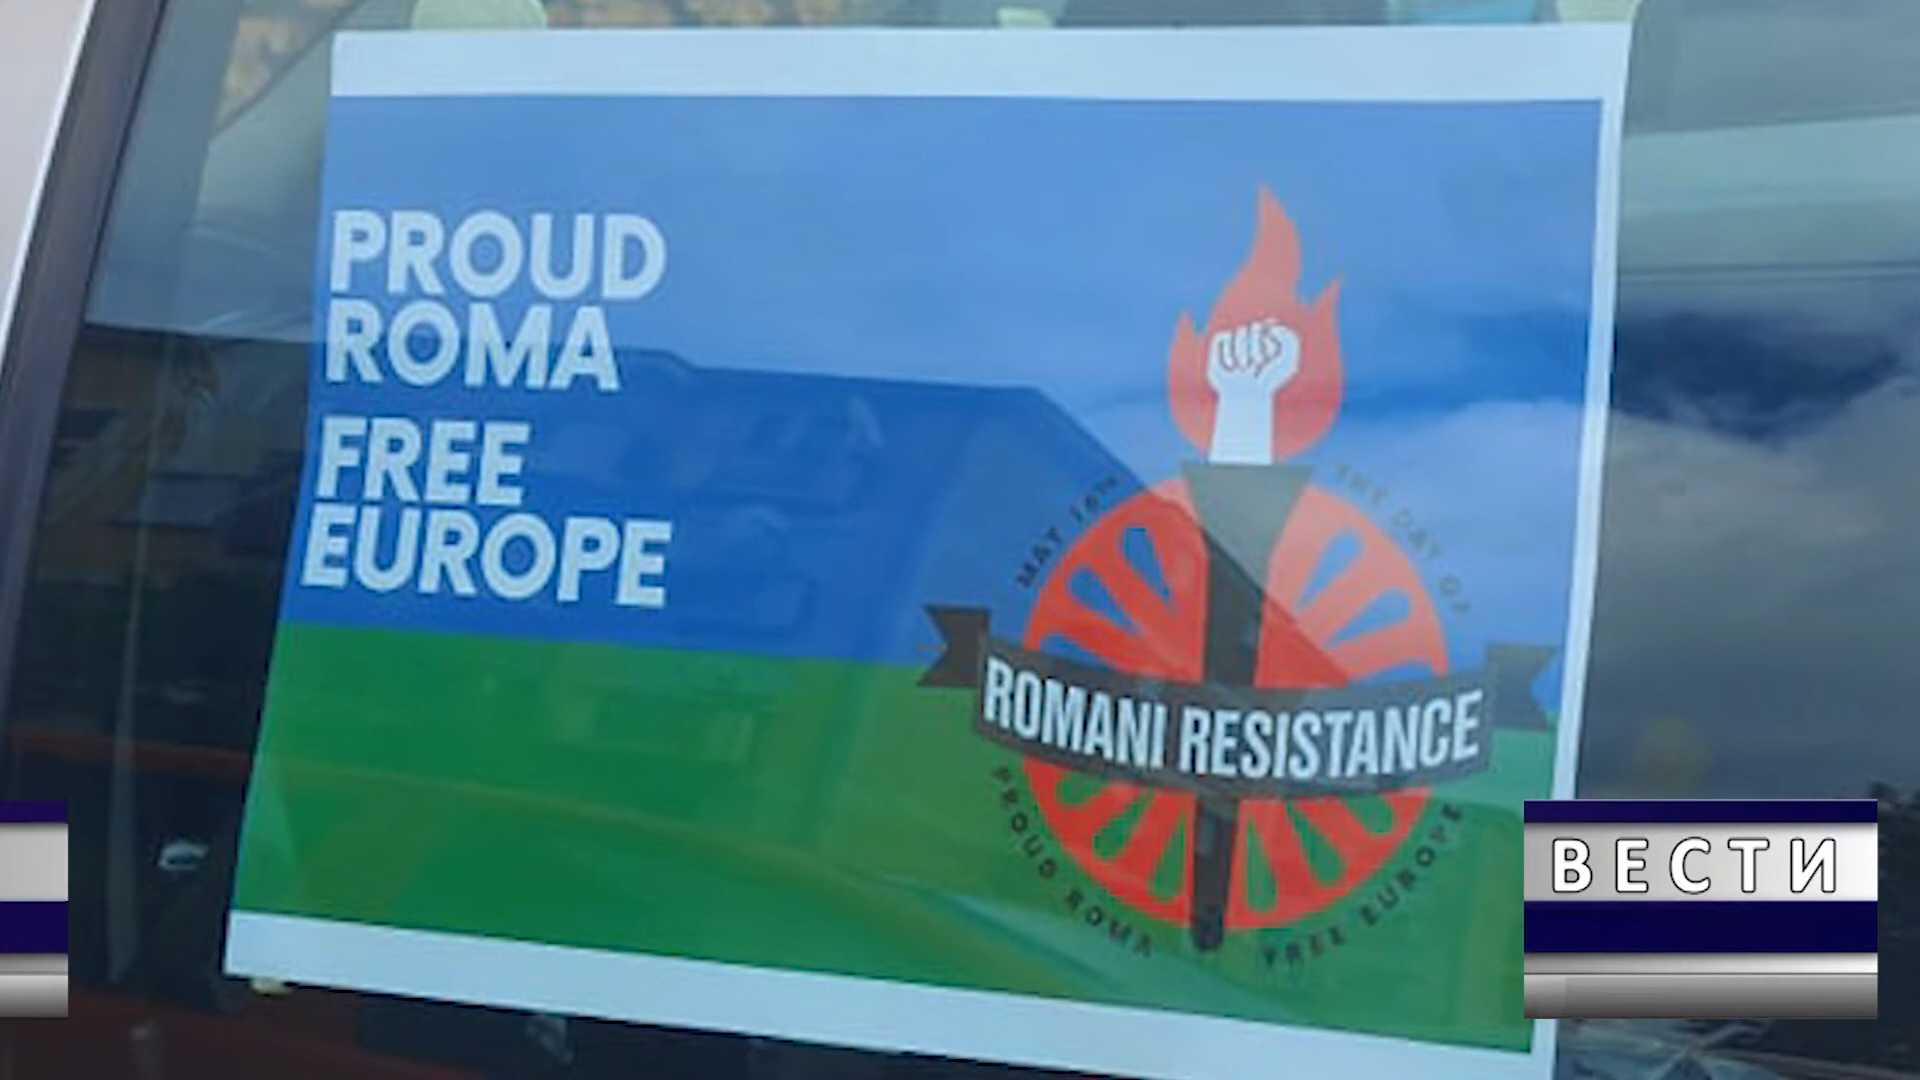 PROUD
ROMA
FREE
EUROPE
MAY 16TH
THE DAY OF
ROMANI RESISTANCE
PROUD ROMA
FREE EUROPE
ВЕСТИ